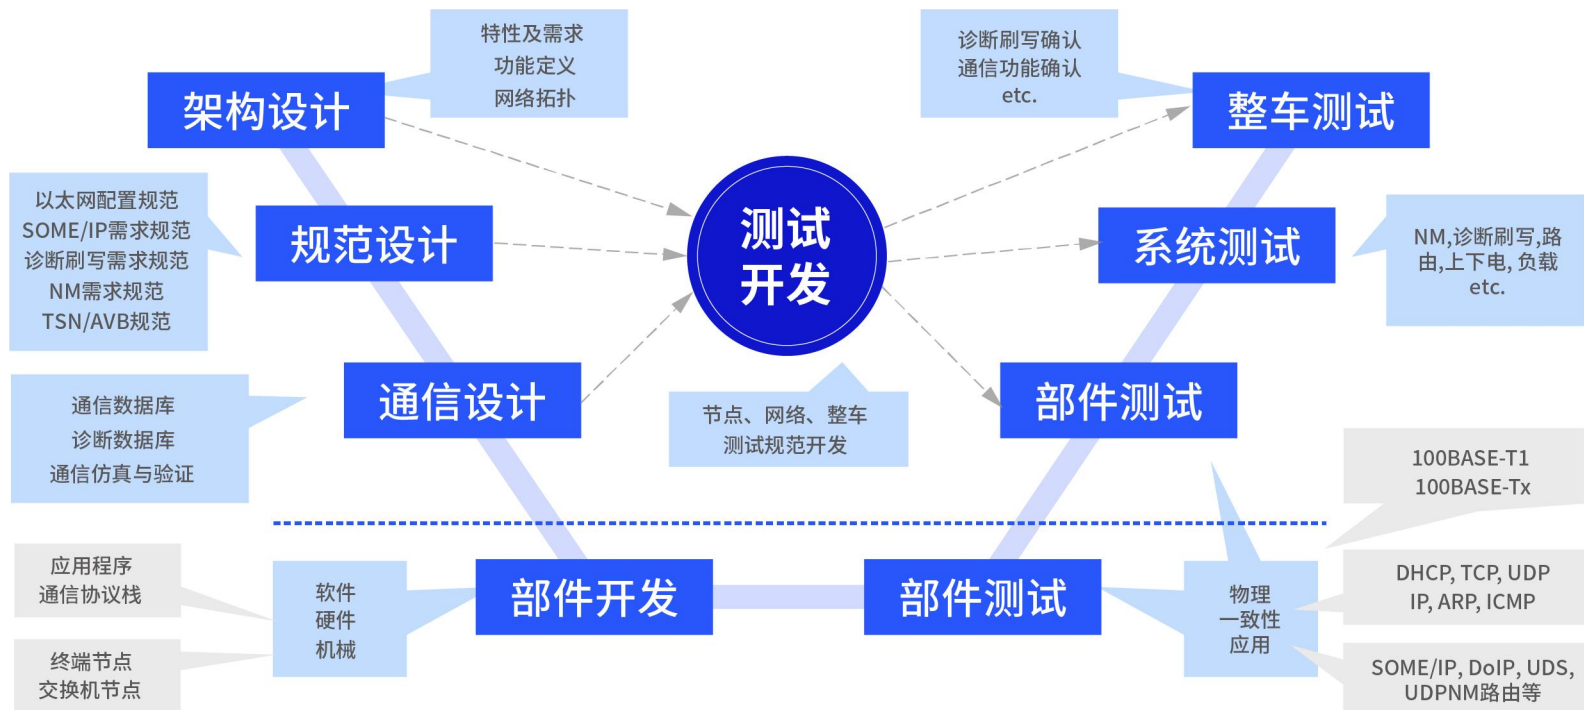 特性及需求
功能定义
网络拓扑
诊断刷写确认
通信功能确认
etc.
架构设计
整车测试
以太网配置规范
SOME/IP需求规范
诊断刷写需求规范
NM需求规范
TSN/AVB规范
规范设计
测试
开发
系统测试
NM,诊断刷写,路
由,上下电, 负载
etc.
通信数据库
诊断数据库
通信仿真与验证
通信设计
节点、网络、整车
测试规范开发
部件测试
100BASE-T1
100BASE-Tx
应用程序
通信协议栈
终端节点
交换机节点
软件
硬件
机械
部件开发
部件测试
物理
一致性
应用
DHCP, TCP, UDP
IP, ARP, ICMP
SOME/IP, DoIP, UDS,
UDPNM路由等